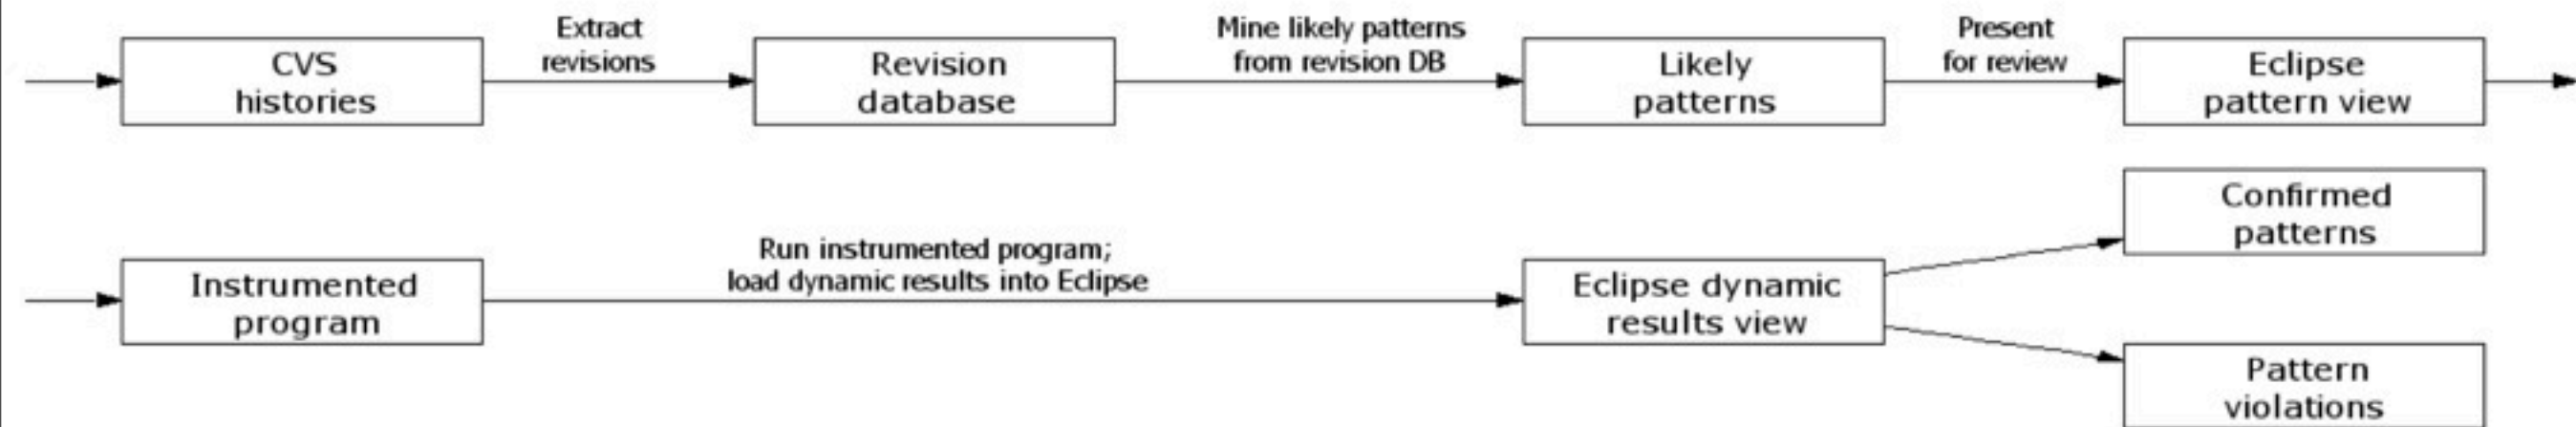 CVS
histories
Extract
revisions
Revision
database
Mine likely patterns
from revision DB
Likely
patterns
Present
for review
Eclipse
pattern view
Instrumented
program
Run instrumented program;
load dynamic results into Eclipse
Eclipse dynamic
results view
Confirmed
patterns
Pattern
violations